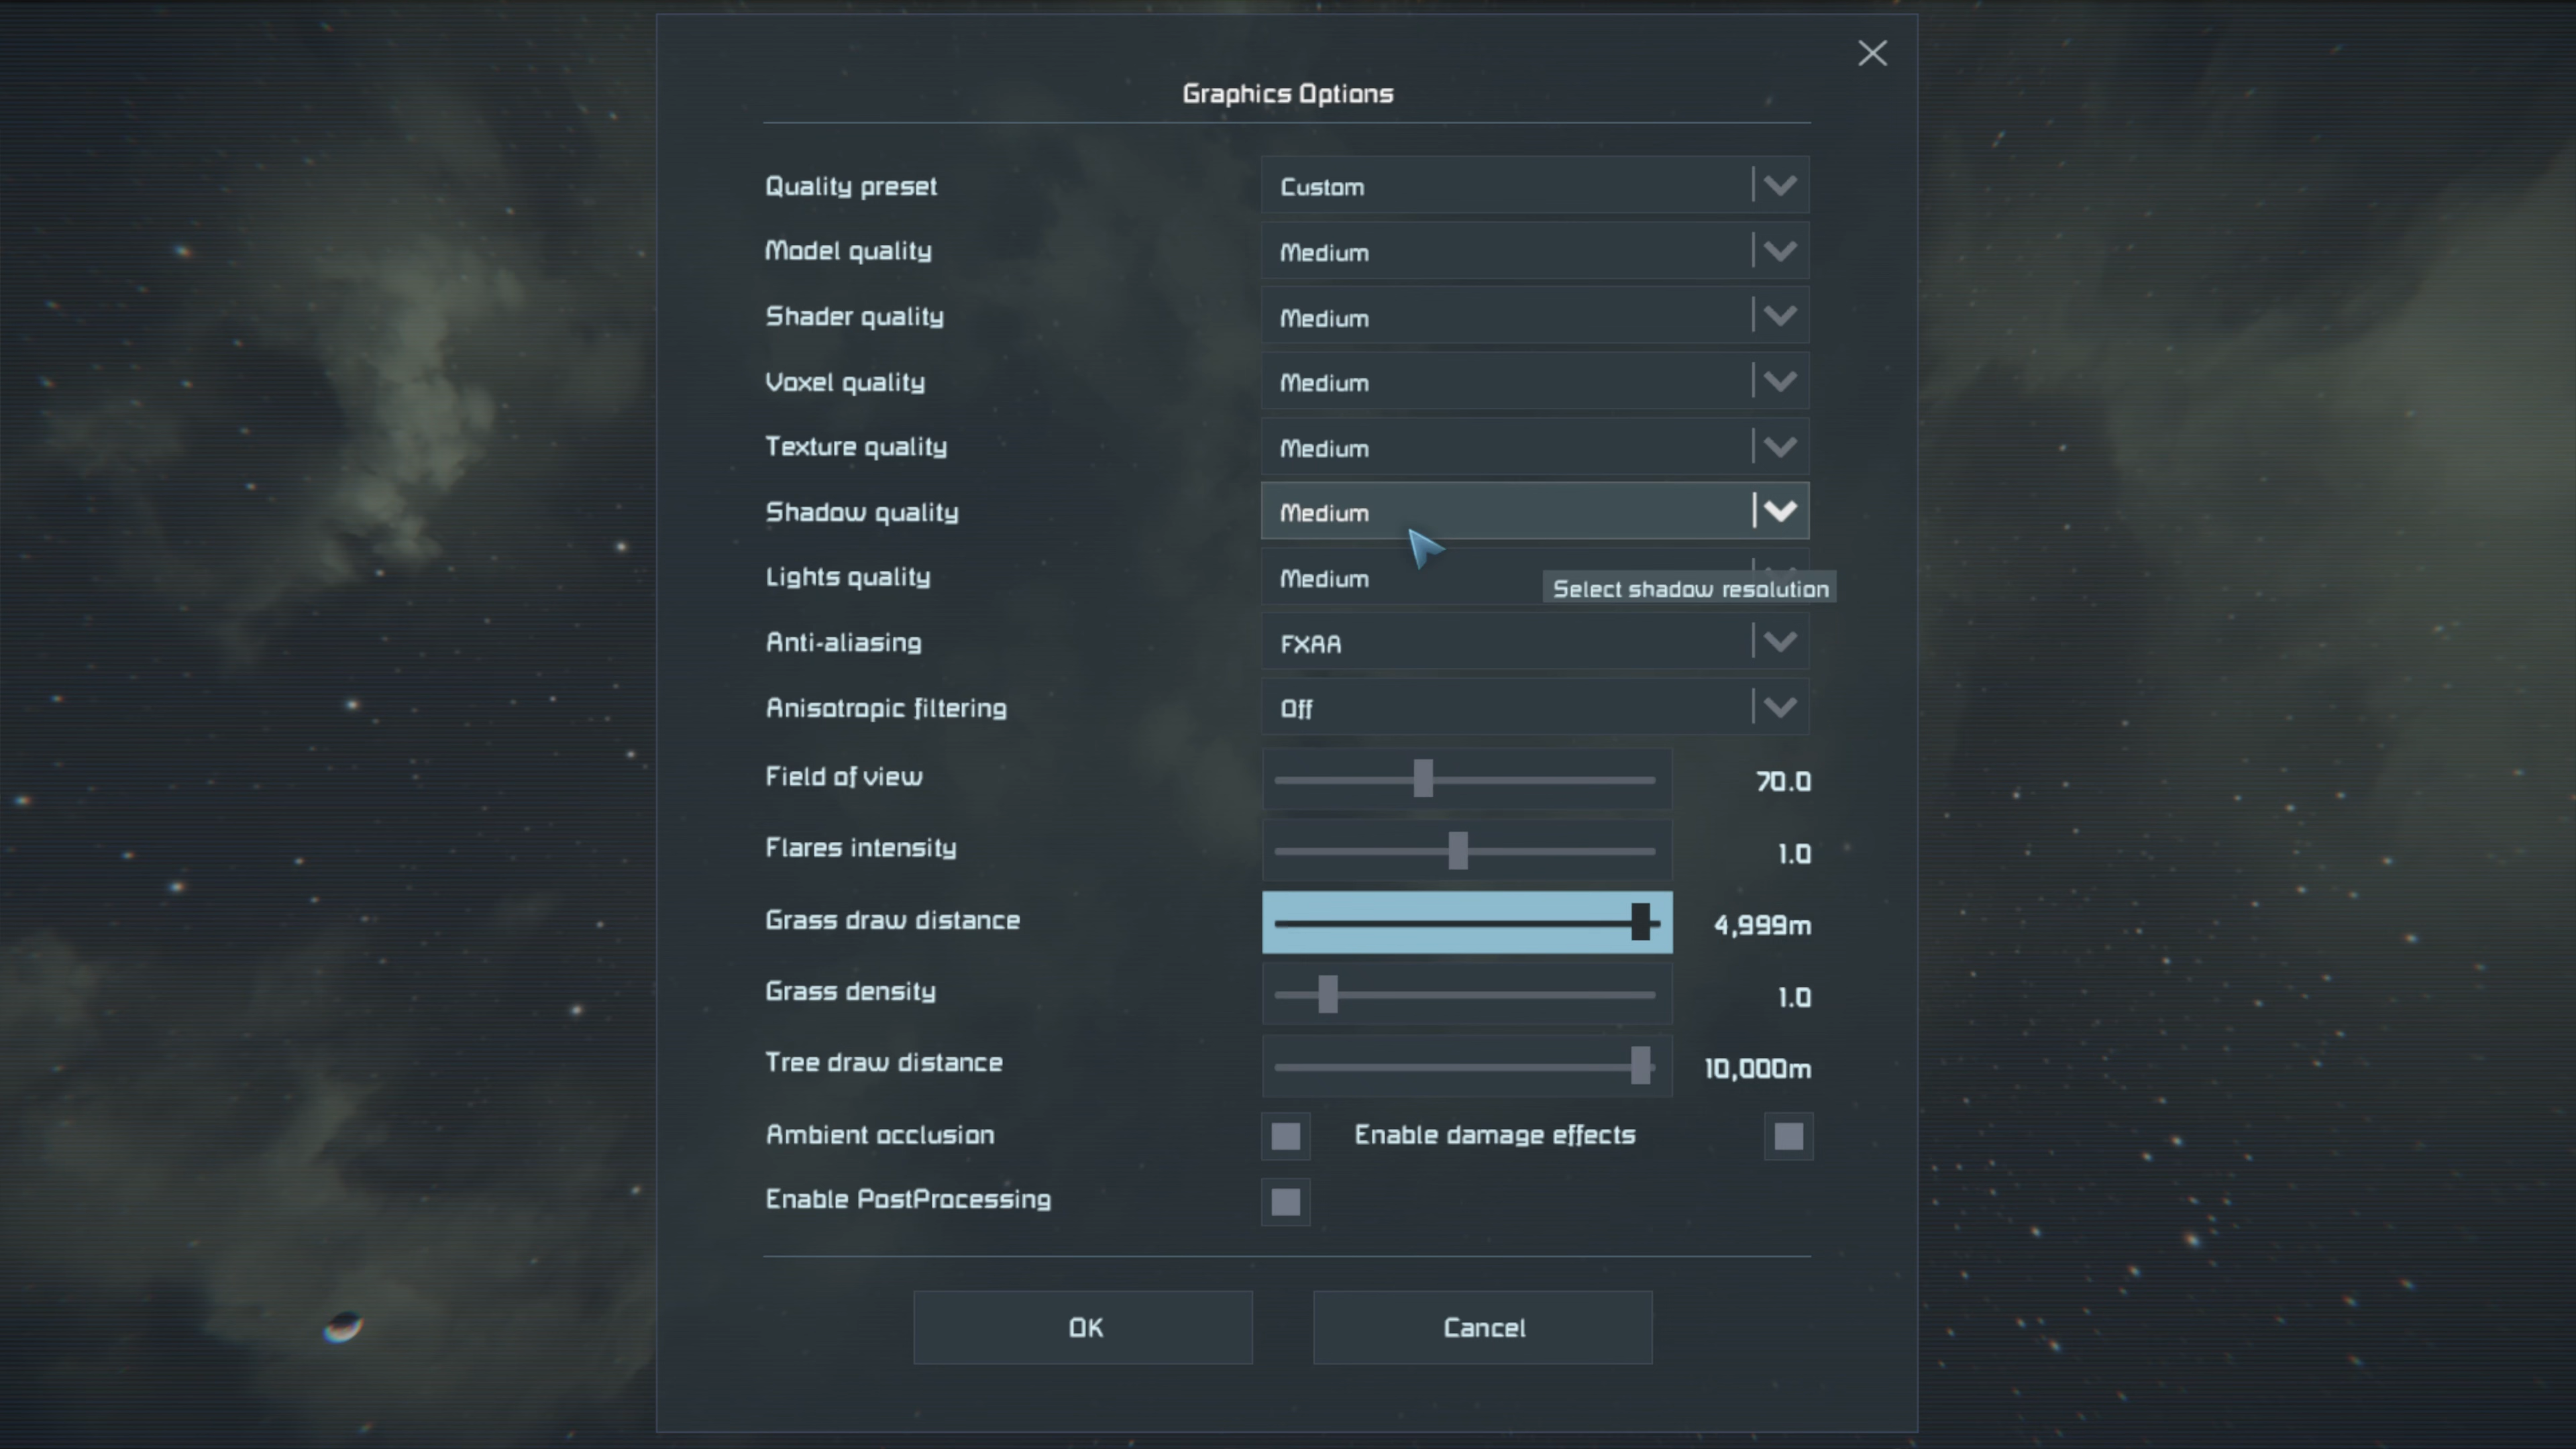 Graphics Options
Quality preset Custom
Model quality Medium
Shader quality Medium
Voxel quality Medium
Texture quality Medium
Shadow quality Medium
Lights quality Medium
Select shadow resolution
Anti-aliasing FXAA
Anisotropic filtering Off
Field of view 70.0
Flares intensity 1.0
Grass draw distance 4,999m
Grass density 1.0
Tree draw distance 10,000m
Ambient occlusion Enable damage effects
Enable PostProcessing
OK Cancel